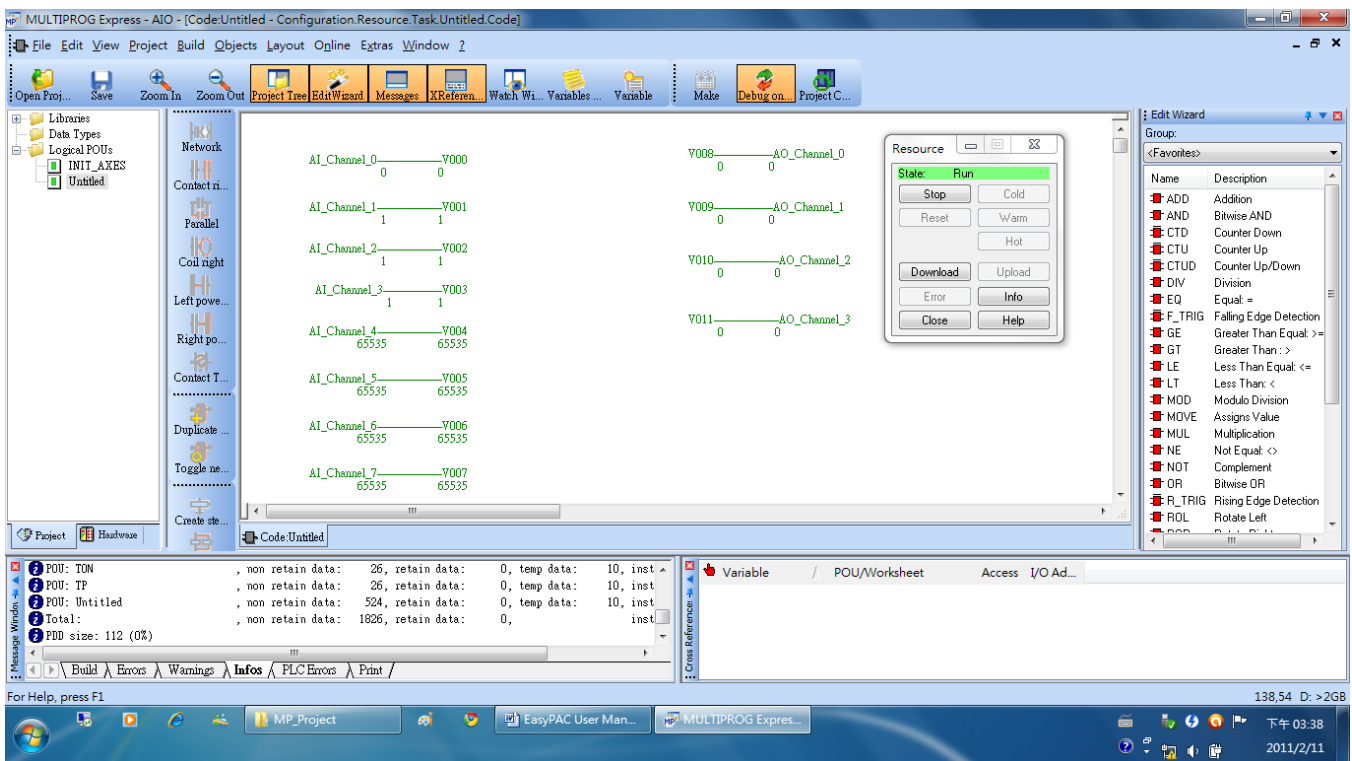 MULTIPROG Express - AIO - [Code:Untitled - Configuration.Resource.Task.Untitled.Code]
File Edit View Project Build Objects Layout Online Extras Window ?
Open Proj... Save Zoom In Zoom Out Project Tree EditWizard Messages XReferen... Watch Wi... Variables ... Variable Make Debug on... Project C...
Libraries
Data Types
Logical POUs
INIT_AXES
Untitled
Project Hardware
Network
Contact ri...
Parallel
Coil right
Left powe...
Right po...
Contact T...
Duplicate ...
Toggle ne...
Create ste...
AI_Channel_0 V000
0 0
AI_Channel_1 V001
1 1
AI_Channel_2 V002
1 1
AI_Channel_3 V003
1 1
AI_Channel_4 V004
65535 65535
AI_Channel_5 V005
65535 65535
AI_Channel_6 V006
65535 65535
AI_Channel_7 V007
65535 65535
V008 AO_Channel_0
0 0
V009 AO_Channel_1
0 0
V010 AO_Channel_2
0 0
V011 AO_Channel_3
0 0
Code:Untitled
Resource
State: Run
Stop Cold
Reset Warm
Hot
Download Upload
Error Info
Close Help
Edit Wizard
Group:
<Favorites>
Name Description
ADD Addition
AND Bitwise AND
CTD Counter Down
CTU Counter Up
CTUD Counter Up/Down
DIV Division
EQ Equal: =
F_TRIG Falling Edge Detection
GE Greater Than Equal: >=
GT Greater Than : >
LE Less Than Equal: <=
LT Less Than: <
MOD Modulo Division
MOVE Assigns Value
MUL Multiplication
NE Not Equal: <>
NOT Complement
OR Bitwise OR
R_TRIG Rising Edge Detection
ROL Rotate Left
Message Window
POU: TON , non retain data: 26, retain data: 0, temp data: 10, inst
POU: TP , non retain data: 26, retain data: 0, temp data: 10, inst
POU: Untitled , non retain data: 524, retain data: 0, temp data: 10, inst
Total: , non retain data: 1826, retain data: 0, inst
PDD size: 112 (0%)
Build Errors Warnings Infos PLC Errors Print
Cross Reference
Variable / POU/Worksheet Access I/O Ad...
For Help, press F1
138,54 D: >2GB
MP_Project EasyPAC User Man... MULTIPROG Expres...
下午 03:38
2011/2/11